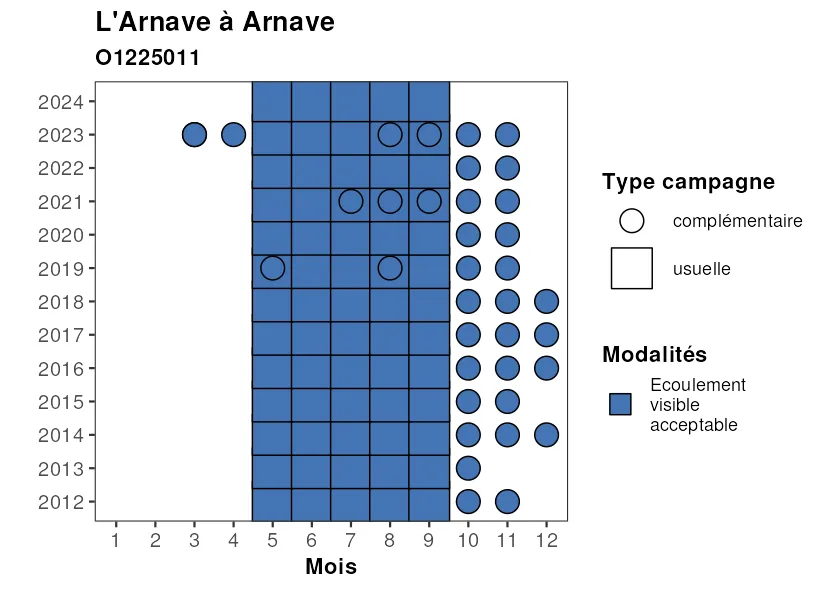 L'Arnave à Arnave
O1225011
2024
2023
2022
2021
2020
2019
2018
2017
2016
2015
2014
2013
2012
1 2 3 4 5 6 7 8 9 10 11 12
Mois
Type campagne
complémentaire
usuelle
Modalités
Ecoulement
visible
acceptable